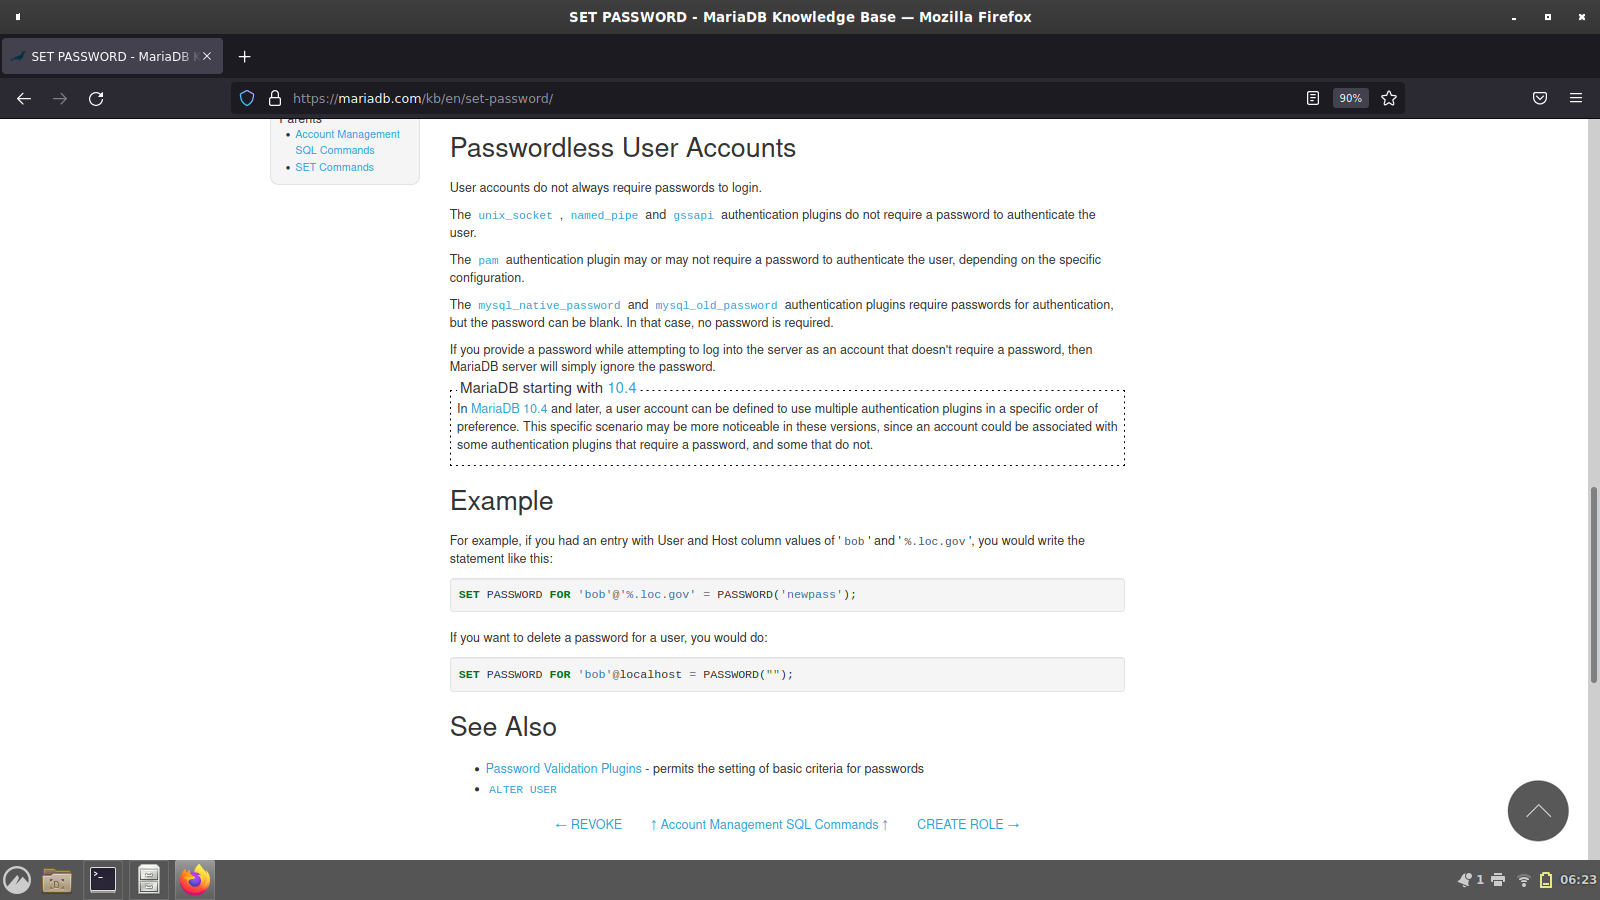 SET PASSWORD - MariaDB Knowledge Base — Mozilla Firefox
SET PASSWORD - MariaDB K
https://mariadb.com/kb/en/set-password/
90%
Parents
Account Management
SQL Commands
SET Commands
Passwordless User Accounts
User accounts do not always require passwords to login.
The unix_socket , named_pipe and gssapi authentication plugins do not require a password to authenticate the
user.
The pam authentication plugin may or may not require a password to authenticate the user, depending on the specific
configuration.
The mysql_native_password and mysql_old_password authentication plugins require passwords for authentication,
but the password can be blank. In that case, no password is required.
If you provide a password while attempting to log into the server as an account that doesn't require a password, then
MariaDB server will simply ignore the password.
MariaDB starting with 10.4
In MariaDB 10.4 and later, a user account can be defined to use multiple authentication plugins in a specific order of
preference. This specific scenario may be more noticeable in these versions, since an account could be associated with
some authentication plugins that require a password, and some that do not.
Example
For example, if you had an entry with User and Host column values of ' bob ' and ' %.loc.gov ', you would write the
statement like this:
SET PASSWORD FOR 'bob'@'%.loc.gov' = PASSWORD('newpass');
If you want to delete a password for a user, you would do:
SET PASSWORD FOR 'bob'@localhost = PASSWORD("");
See Also
Password Validation Plugins - permits the setting of basic criteria for passwords
ALTER USER
← REVOKE ↑ Account Management SQL Commands ↑ CREATE ROLE →
1 06:23